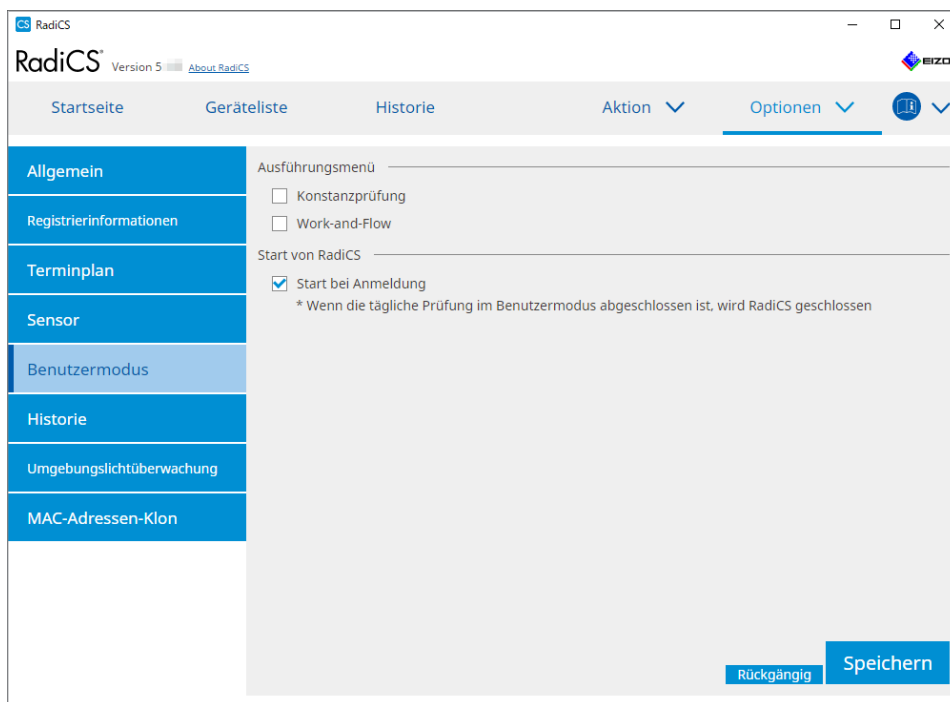 CS RadiCS
RadiCS® Version 5 About RadiCS
EIZO
Startseite Geräteliste Historie Aktion Optionen
Allgemein
Registrierinformationen
Terminplan
Sensor
Benutzermodus
Historie
Umgebungslichtüberwachung
MAC-Adressen-Klon
Ausführungsmenü
Konstanzprüfung
Work-and-Flow
Start von RadiCS
Start bei Anmeldung
* Wenn die tägliche Prüfung im Benutzermodus abgeschlossen ist, wird RadiCS geschlossen
Rückgängig
Speichern